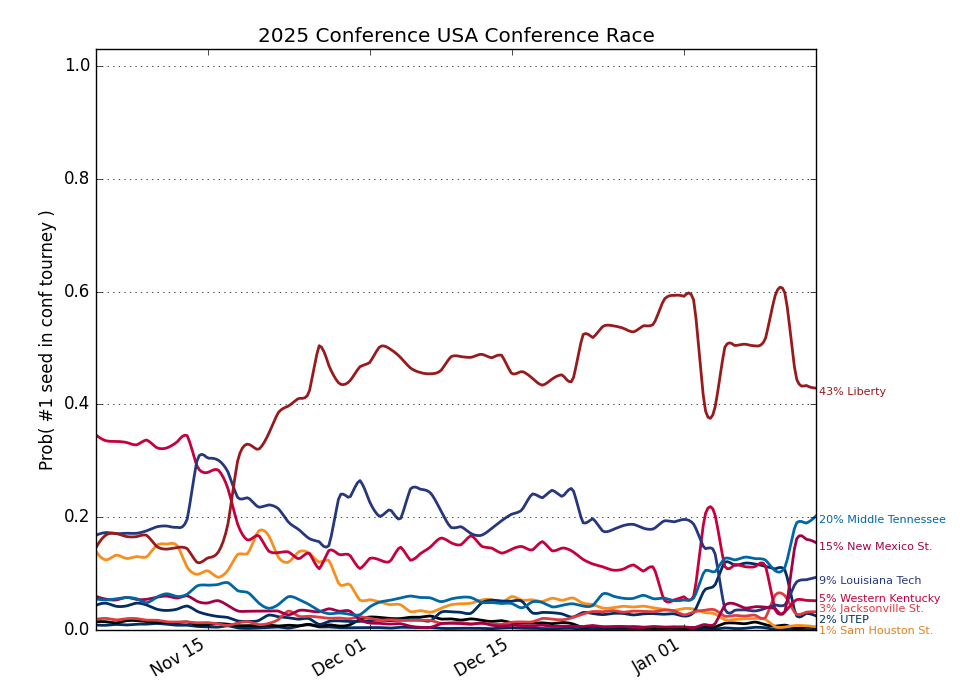 2025 Conference USA Conference Race
Prob( #1 seed in conf tourney )
1.0
0.8
0.6
0.4
0.2
0.0
Nov 15
Dec 01
Dec 15
Jan 01
43% Liberty
20% Middle Tennessee
15% New Mexico St.
9% Louisiana Tech
5% Western Kentucky
3% Jacksonville St.
2% UTEP
1% Sam Houston St.